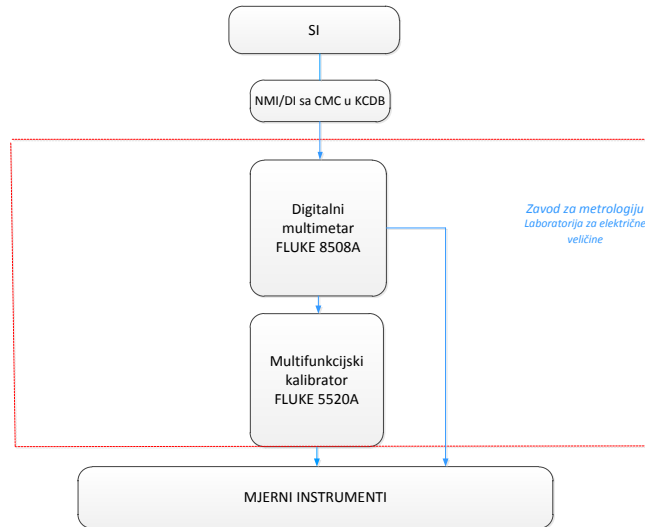 SI
NMI/DI sa CMC u KCDB
Digitalni
multimetar
FLUKE 8508A
Zavod za metrologiju
Laboratorija za električne
veličine
Multifunkcijski
kalibrator
FLUKE 5520A
MJERNI INSTRUMENTI